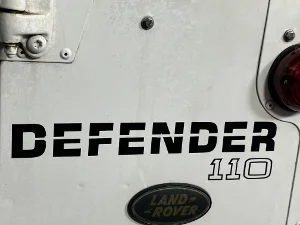 DEFENDER
110
LAND
ROVER